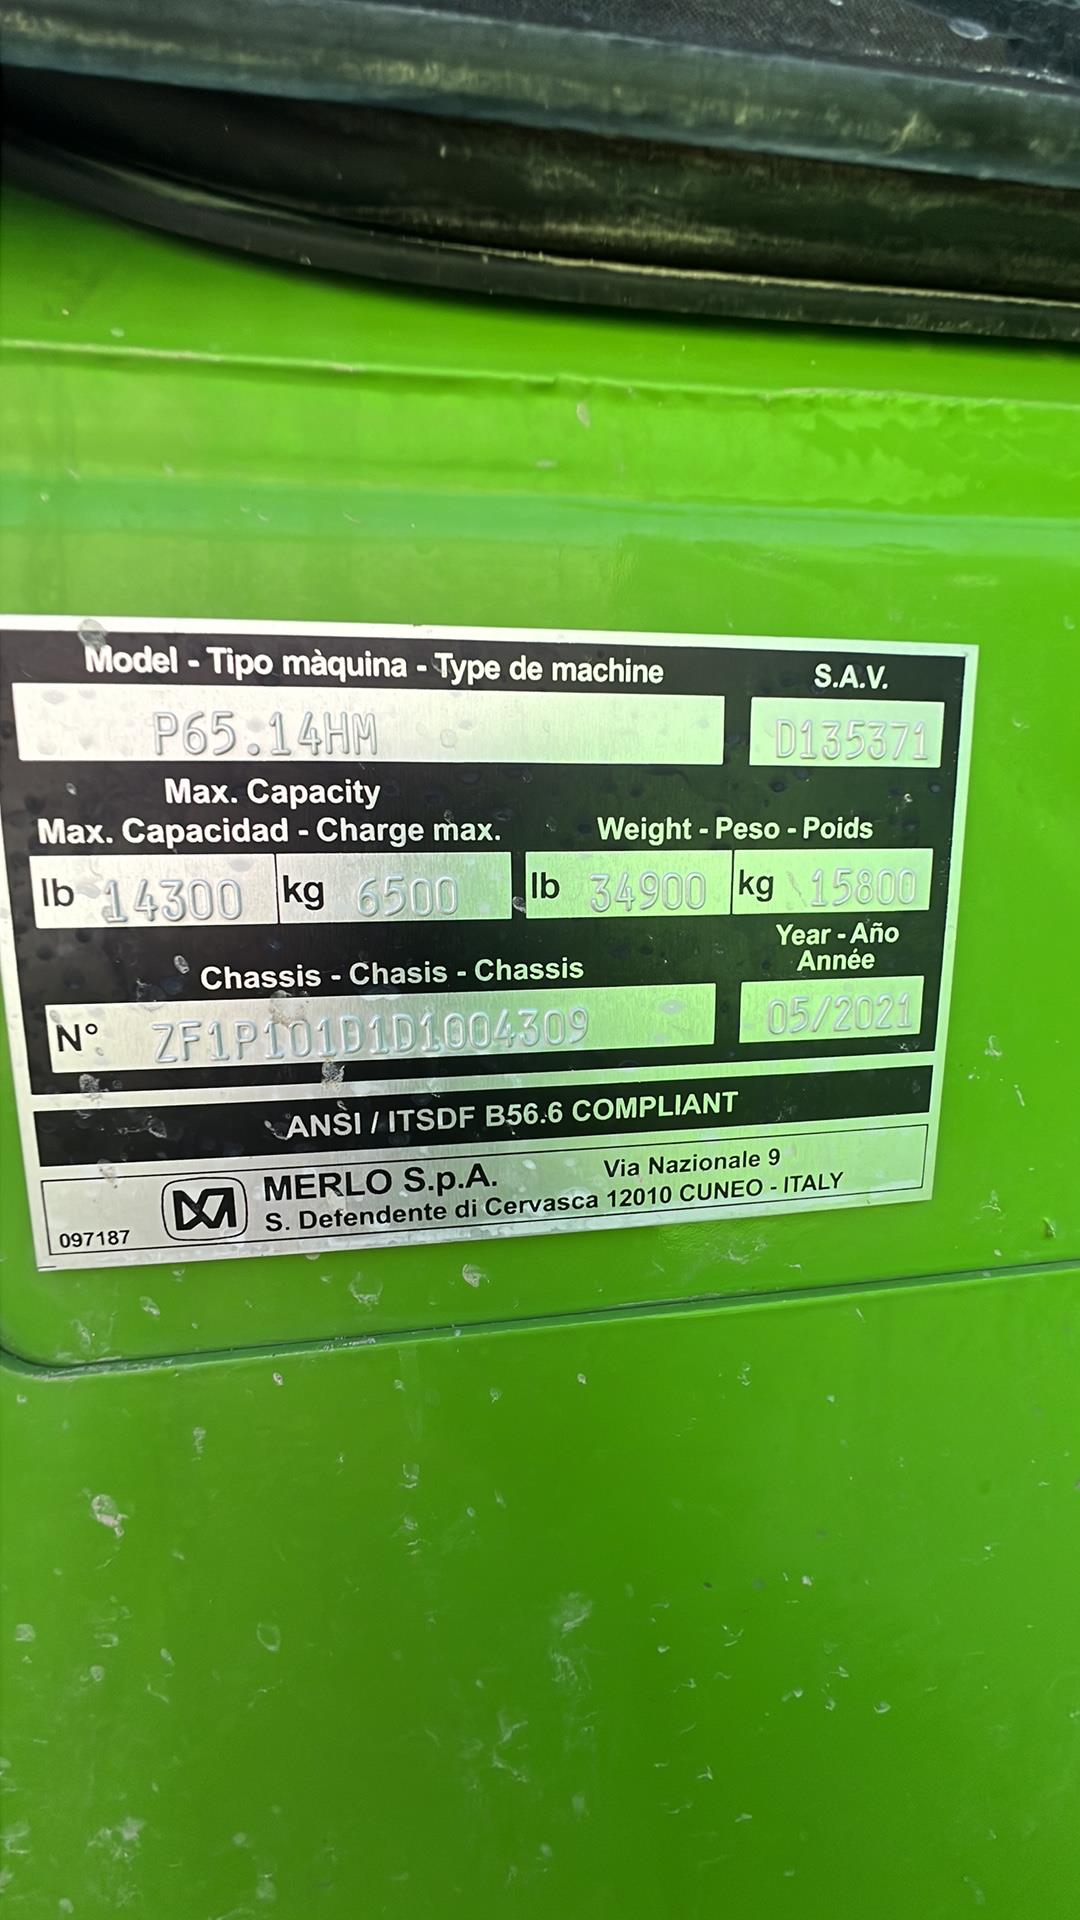 Model - Tipo màquina - Type de machine S.A.V.
P65.14HM D135371
Max. Capacity
Max. Capacidad - Charge max. Weight - Peso - Poids
lb 14300 kg 6500 lb 34900 kg 15800
Year - Año
Année
Chassis - Chasis - Chassis
N° ZF1P101D1D1004309 05/2021
ANSI / ITSDF B56.6 COMPLIANT
MERLO S.p.A. Via Nazionale 9
S. Defendente di Cervasca 12010 CUNEO - ITALY
097187